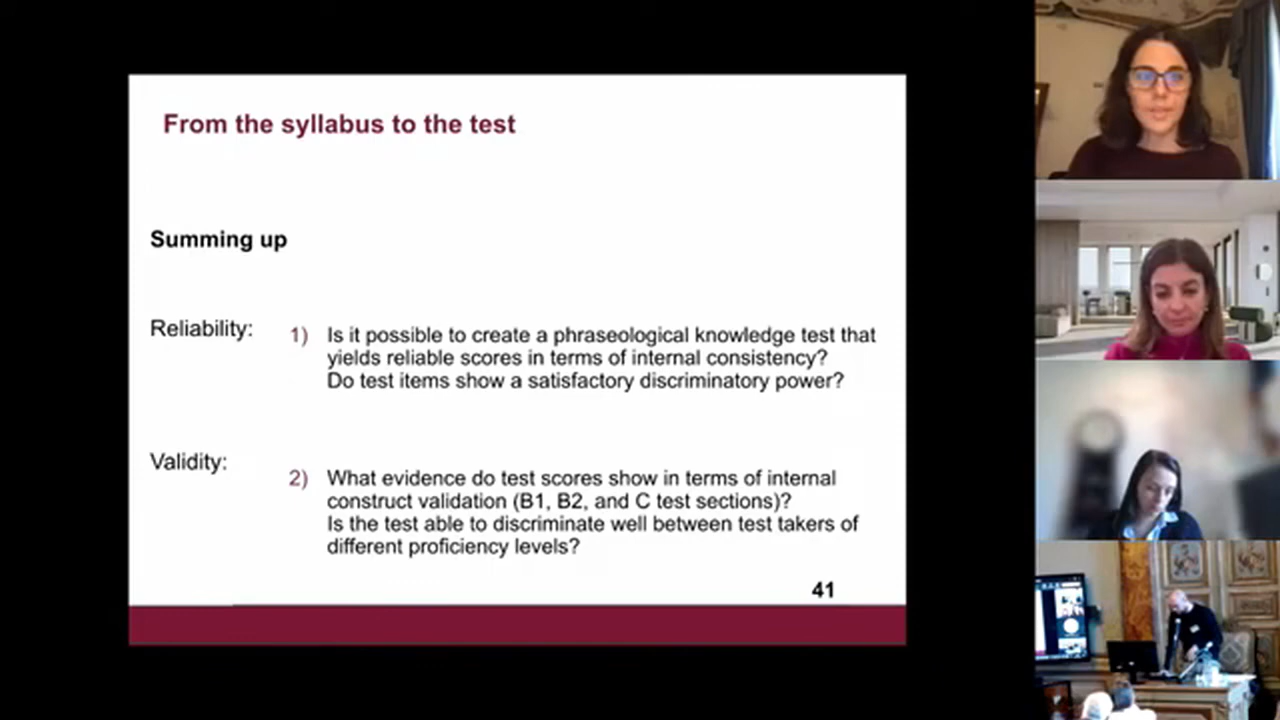 From the syllabus to the test
Summing up
Reliability:
1) Is it possible to create a phraseological knowledge test that
yields reliable scores in terms of internal consistency?
Do test items show a satisfactory discriminatory power?
Validity:
2) What evidence do test scores show in terms of internal
construct validation (B1, B2, and C test sections)?
Is the test able to discriminate well between test takers of
different proficiency levels?
41